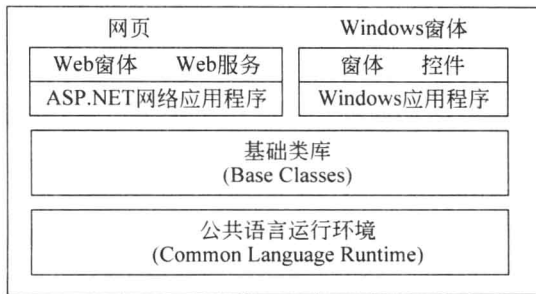 网页
Windows窗体
Web窗体 Web服务
窗体 控件
ASP.NET网络应用程序
Windows应用程序
基础类库
(Base Classes)
公共语言运行环境
(Common Language Runtime)